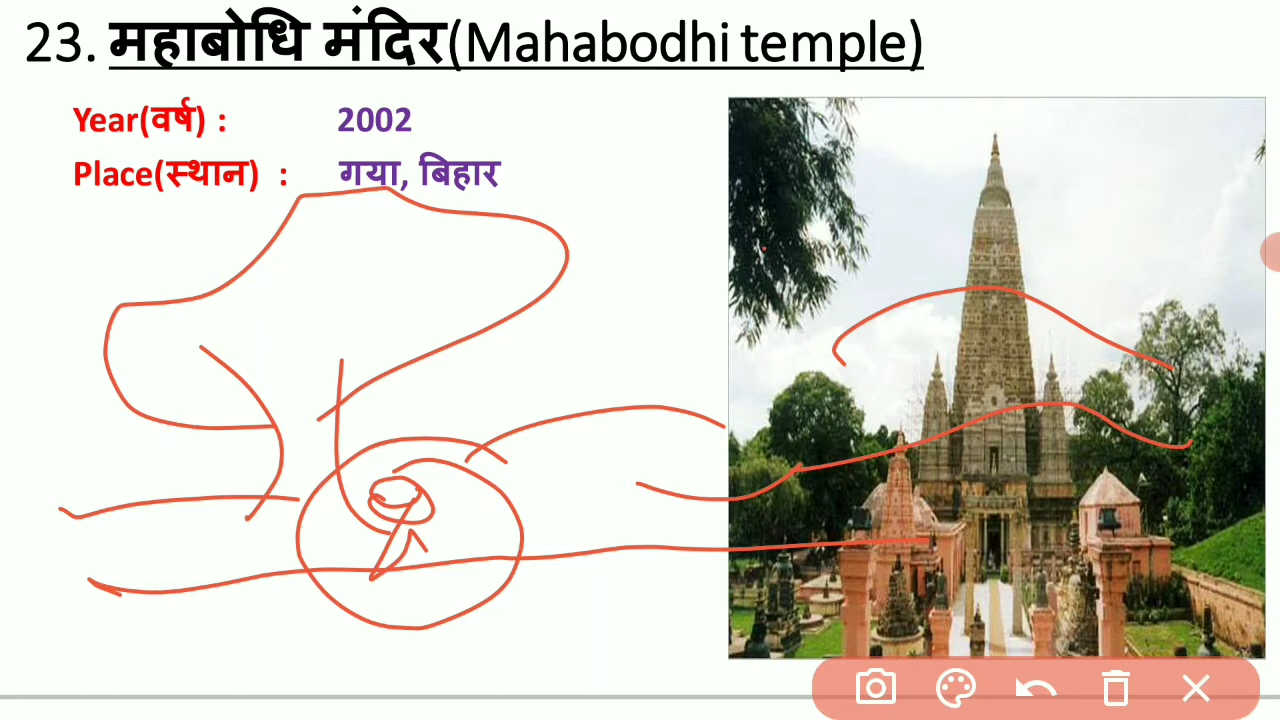 23. महाबोधि मंदिर(Mahabodhi temple)
Year(वर्ष) : 2002
Place(स्थान) : गया, बिहार